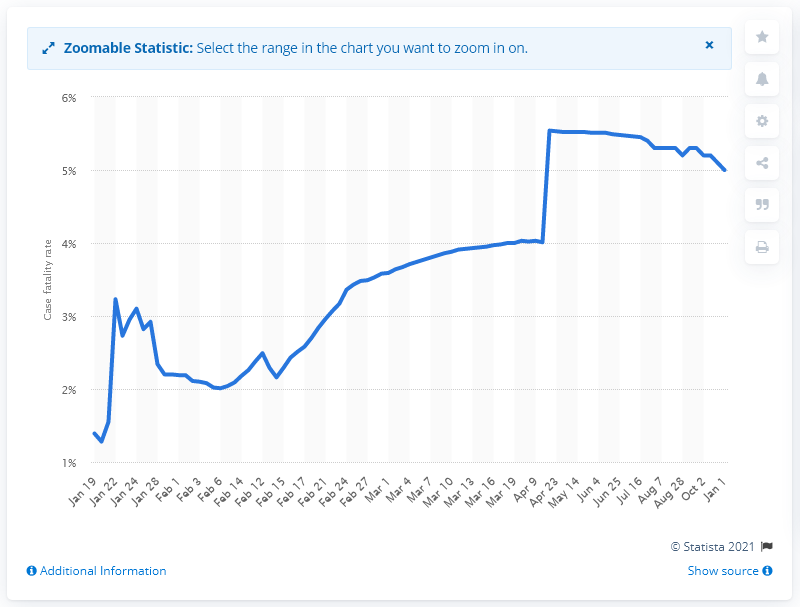 Zoomable Statistic: Select the range in the chart you want to zoom in on.
6%
5%
4%
3%
2%
1%
Case fatality rate
Jan 19
Jan 22
Jan 24
Jan 28
Feb 1
Feb 3
Feb 6
Feb 14
Feb 12
Feb 15
Feb 17
Feb 21
Feb 24
Feb 27
Mar 1
Mar 4
Mar 7
Mar 10
Mar 13
Mar 16
Mar 19
Apr 9
Apr 23
May 14
Jun 4
Jun 25
Jul 16
Aug 7
Aug 28
Oct 2
Jan 1
© Statista 2021
Additional Information
Show source